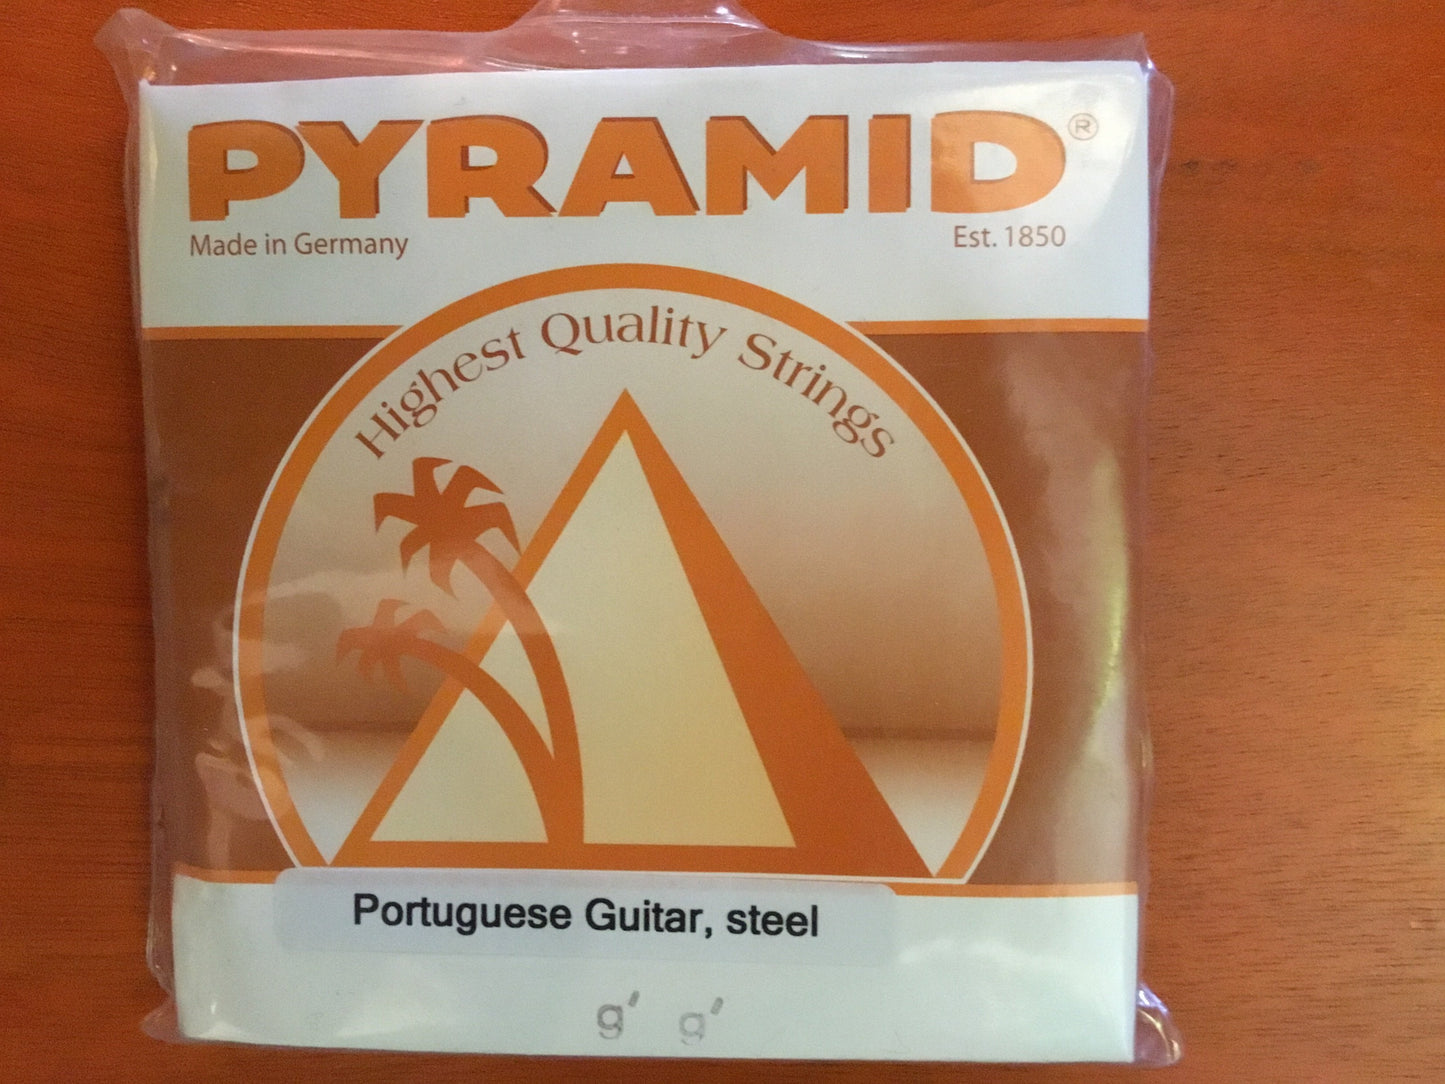 PYRAMID®
Made in Germany
Est. 1850
Highest Quality Strings
Portuguese Guitar, steel
g' g'